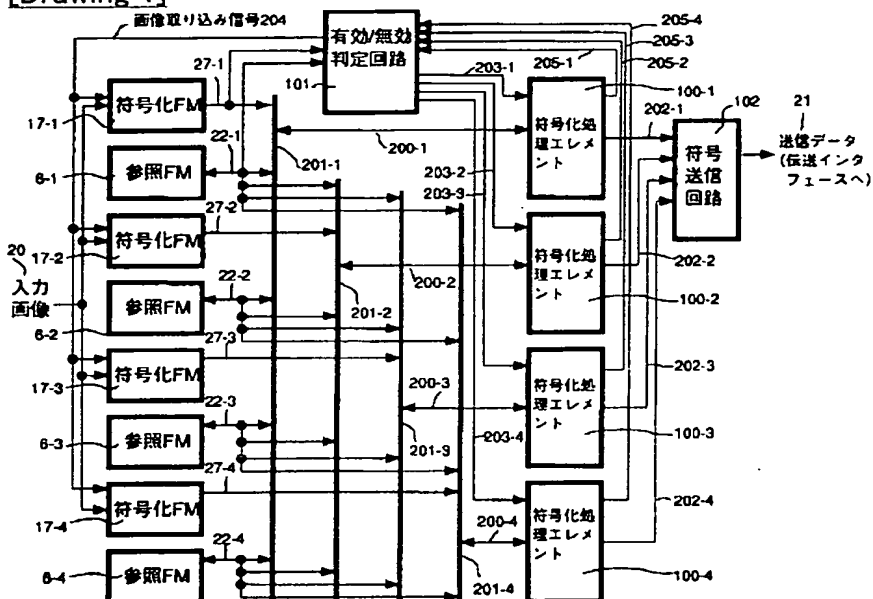 [Drawing 4]
画像取り込み信号204
有効/無効
判定回路
101
205-4
205-3
205-2
205-1
203-1
27-1
符号化FM
17-1
22-1
201-1
200-1
100-1
符号化処
理エレメ
ント
202-1
102
符号
送信
回路
21
送信データ
(伝送インタ
フェースへ)
参照FM
6-1
203-2
203-3
27-2
符号化FM
17-2
20
入力
画像
200-2
201-2
符号化処
理エレメ
ント
100-2
202-2
22-2
参照FM
6-2
27-3
符号化FM
17-3
200-3
符号化処
理エレメ
ント
100-3
202-3
22-3
参照FM
6-3
201-3
203-4
27-4
符号化FM
17-4
200-4
符号化処
理エレメ
ント
100-4
202-4
22-4
参照FM
6-4
201-4